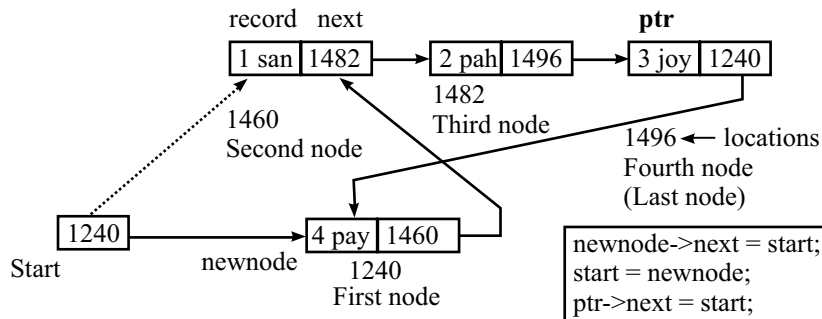 record next ptr
1 san 1482 2 pah 1496 3 joy 1240
1460
Second node
1482
Third node
1496 locations
Fourth node
(Last node)
1240
Start
newnode
4 pay 1460
1240
First node
newnode->next = start;
start = newnode;
ptr->next = start;